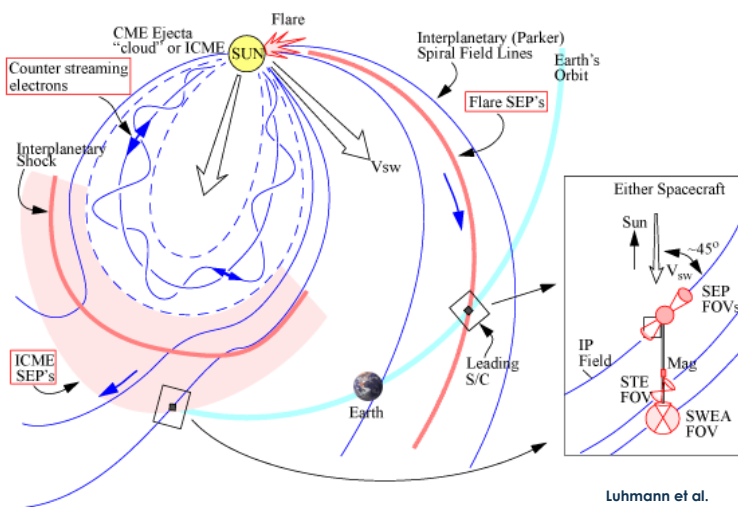 CME Ejecta
“cloud” or ICME
Flare
SUN
Interplanetary (Parker)
Spiral Field Lines
Earth's
Orbit
Counter streaming
electrons
Flare SEP's
Interplanetary
Shock
Vsw
Either Spacecraft
Sun
~45o
Vsw
SEP
FOVs
IP
Field
Mag
STE
FOV
SWEA
FOV
ICME
SEP's
Leading
S/C
Earth
Luhmann et al.